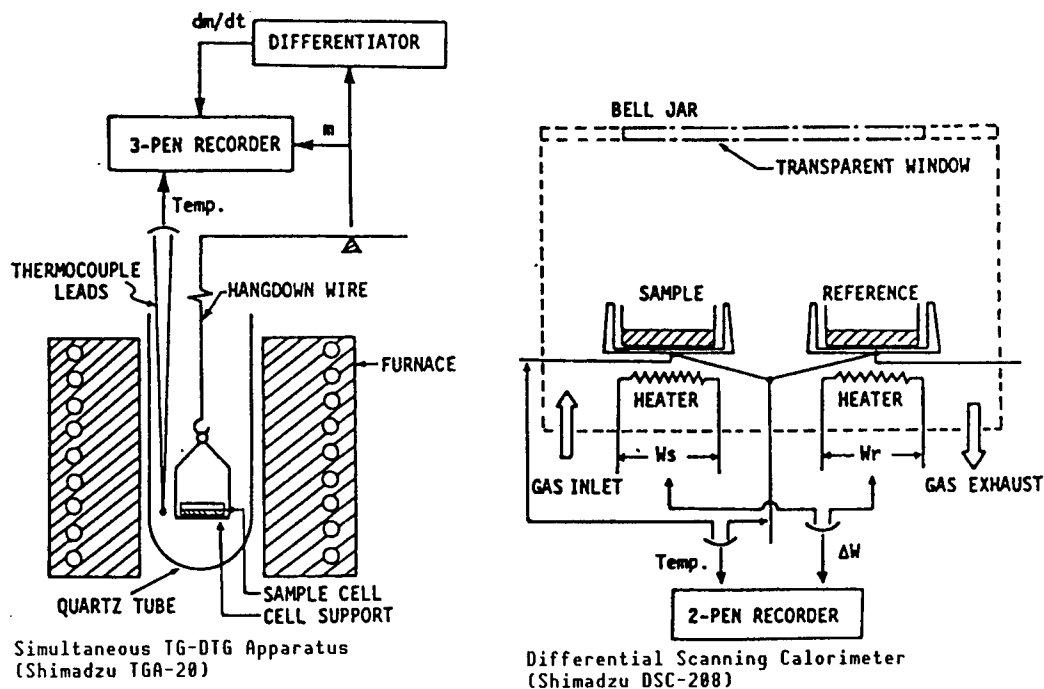 dm/dt
DIFFERENTIATOR
3-PEN RECORDER
m
Temp.
THERMOCOUPLE
LEADS
HANGDOWN WIRE
FURNACE
QUARTZ TUBE
SAMPLE CELL
CELL SUPPORT
Simultaneous TG-DTG Apparatus
(Shimadzu TGA-20)
BELL JAR
TRANSPARENT WINDOW
SAMPLE
REFERENCE
HEATER
HEATER
Ws
Wr
GAS INLET
GAS EXHAUST
Temp.
ΔW
2-PEN RECORDER
Differential Scanning Calorimeter
(Shimadzu DSC-20B)